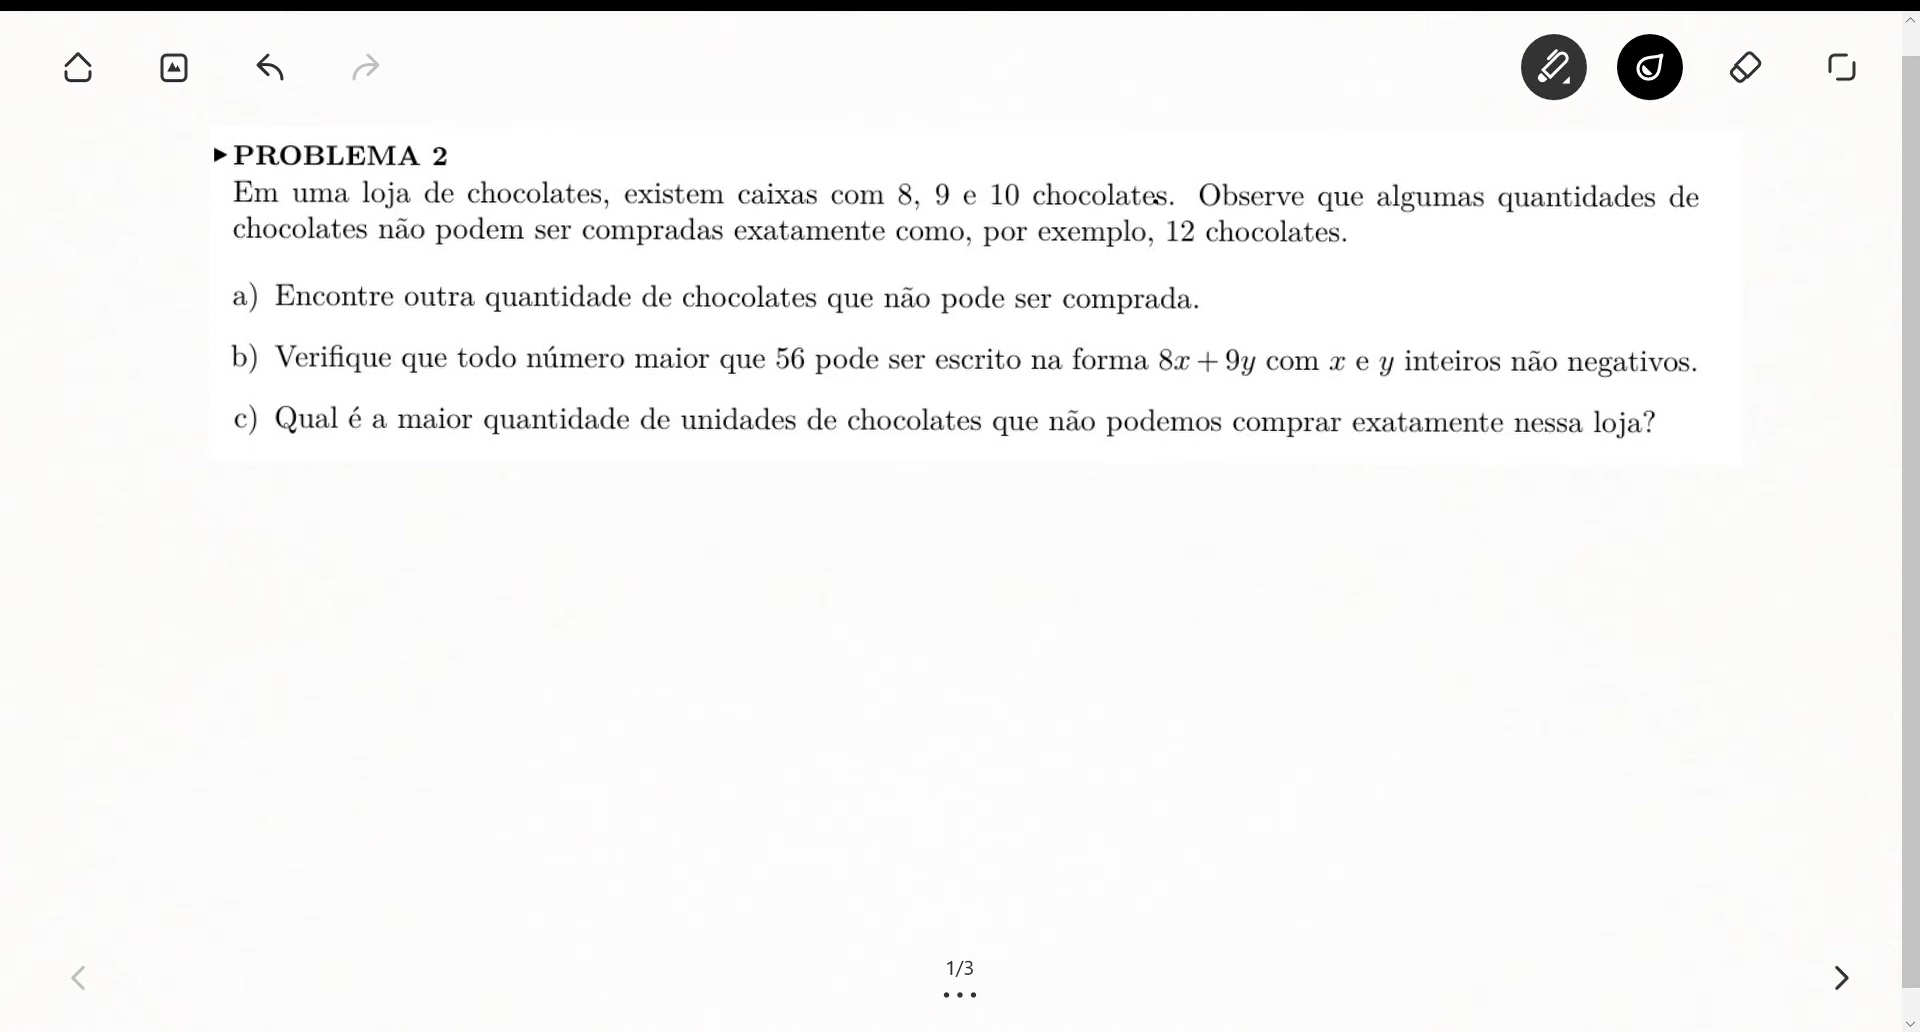 PROBLEMA 2
Em uma loja de chocolates, existem caixas com 8, 9 e 10 chocolates. Observe que algumas quantidades de
chocolates não podem ser compradas exatamente como, por exemplo, 12 chocolates.
a) Encontre outra quantidade de chocolates que não pode ser comprada.
b) Verifique que todo número maior que 56 pode ser escrito na forma 8x + 9y com x e y inteiros não negativos.
c) Qual é a maior quantidade de unidades de chocolates que não podemos comprar exatamente nessa loja?
1/3